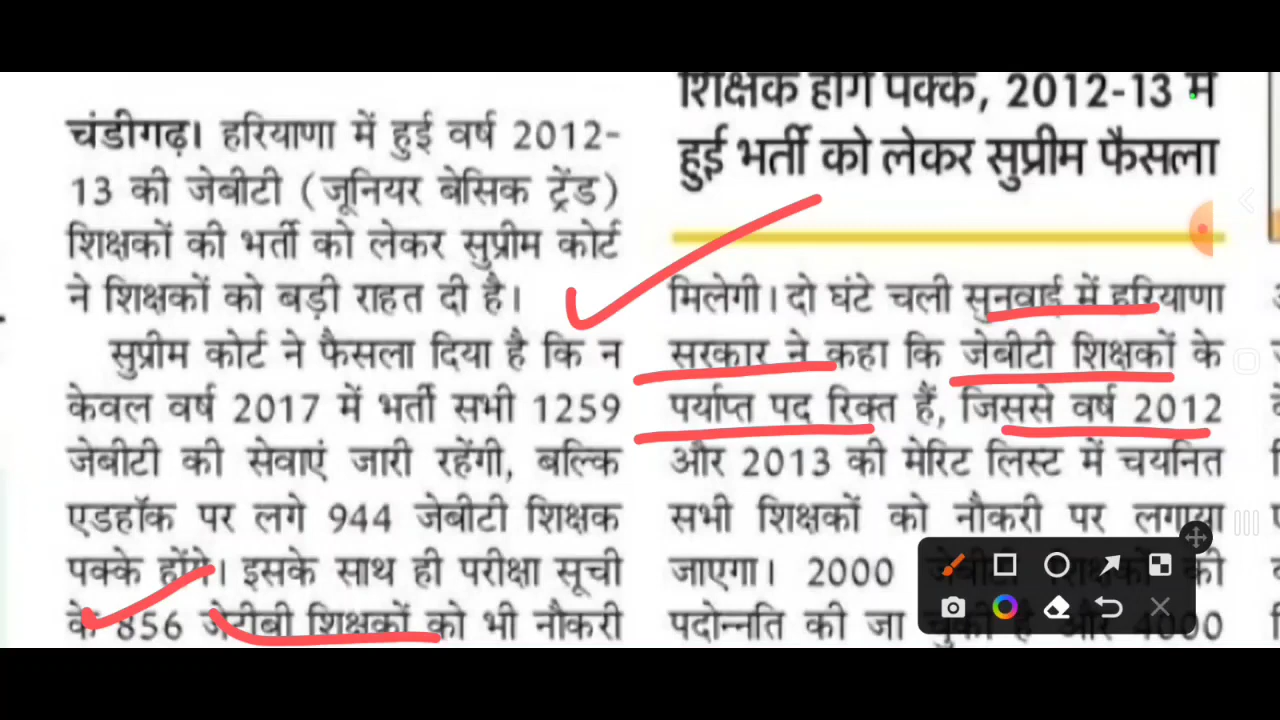 चंडीगढ़। हरियाणा में हुई वर्ष 2012-
13 की जेबीटी (जूनियर बेसिक ट्रेंड)
शिक्षकों की भर्ती को लेकर सुप्रीम कोर्ट
ने शिक्षकों को बड़ी राहत दी है।
सुप्रीम कोर्ट ने फैसला दिया है कि न
केवल वर्ष 2017 में भर्ती सभी 1259
जेबीटी की सेवाएं जारी रहेंगी, बल्कि
एडहॉक पर लगे 944 जेबीटी शिक्षक
पक्के होंगे। इसके साथ ही परीक्षा सूची
के 856 जेटीबी शिक्षकों को भी नौकरी
शिक्षक होंगे पक्के, 2012-13 में
हुई भर्ती को लेकर सुप्रीम फैसला
मिलेगी। दो घंटे चली सुनवाई में हरियाणा
सरकार ने कहा कि जेबीटी शिक्षकों के
पर्याप्त पद रिक्त हैं, जिससे वर्ष 2012
और 2013 की मेरिट लिस्ट में चयनित
सभी शिक्षकों को नौकरी पर लगाया
जाएगा। 2000 जेबीटी शिक्षकों की
पदोन्नति की जा चुकी है और 4000